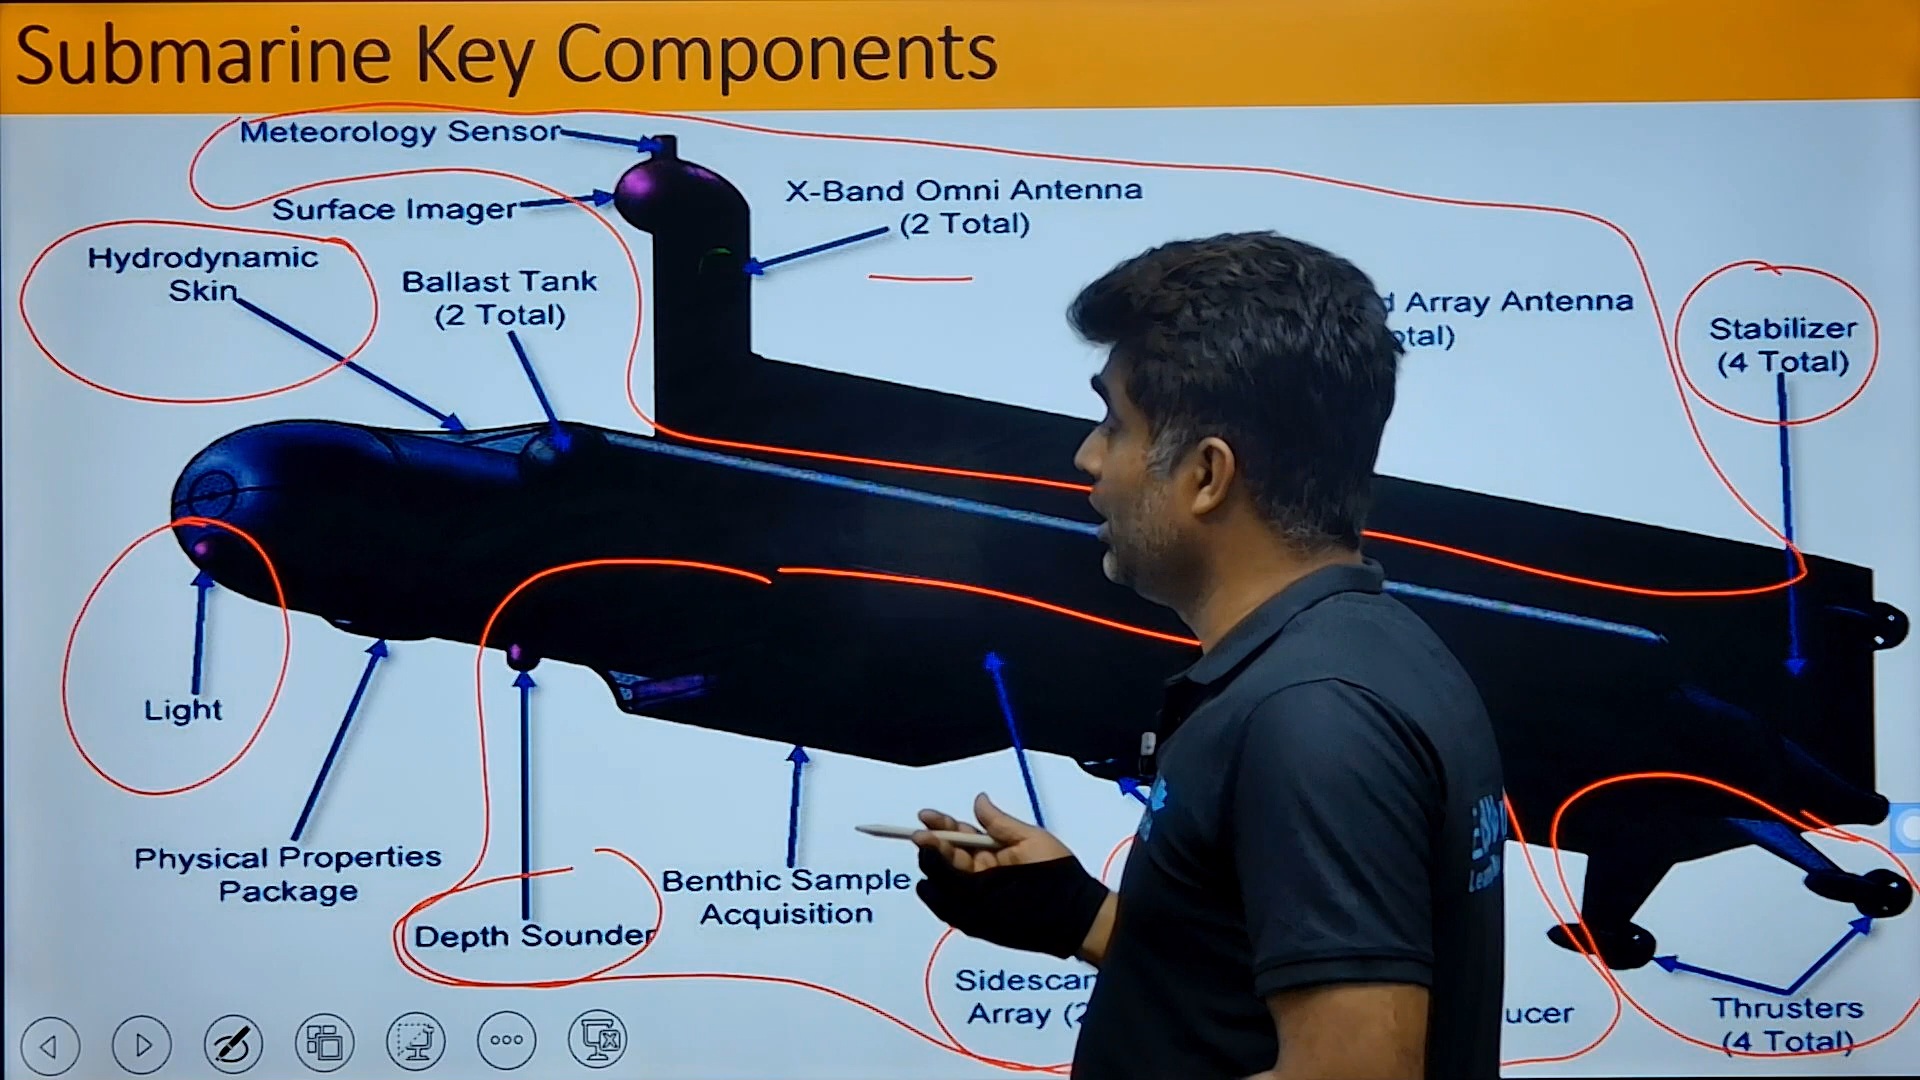 Submarine Key Components
Meteorology Sensor
Surface Imager
X-Band Omni Antenna
(2 Total)
Hydrodynamic
Skin
Ballast Tank
(2 Total)
Array Antenna
Stabilizer
(4 Total)
Light
Physical Properties
Package
Depth Sounder
Benthic Sample
Acquisition
Sidescan
Array (2
Thrusters
(4 Total)